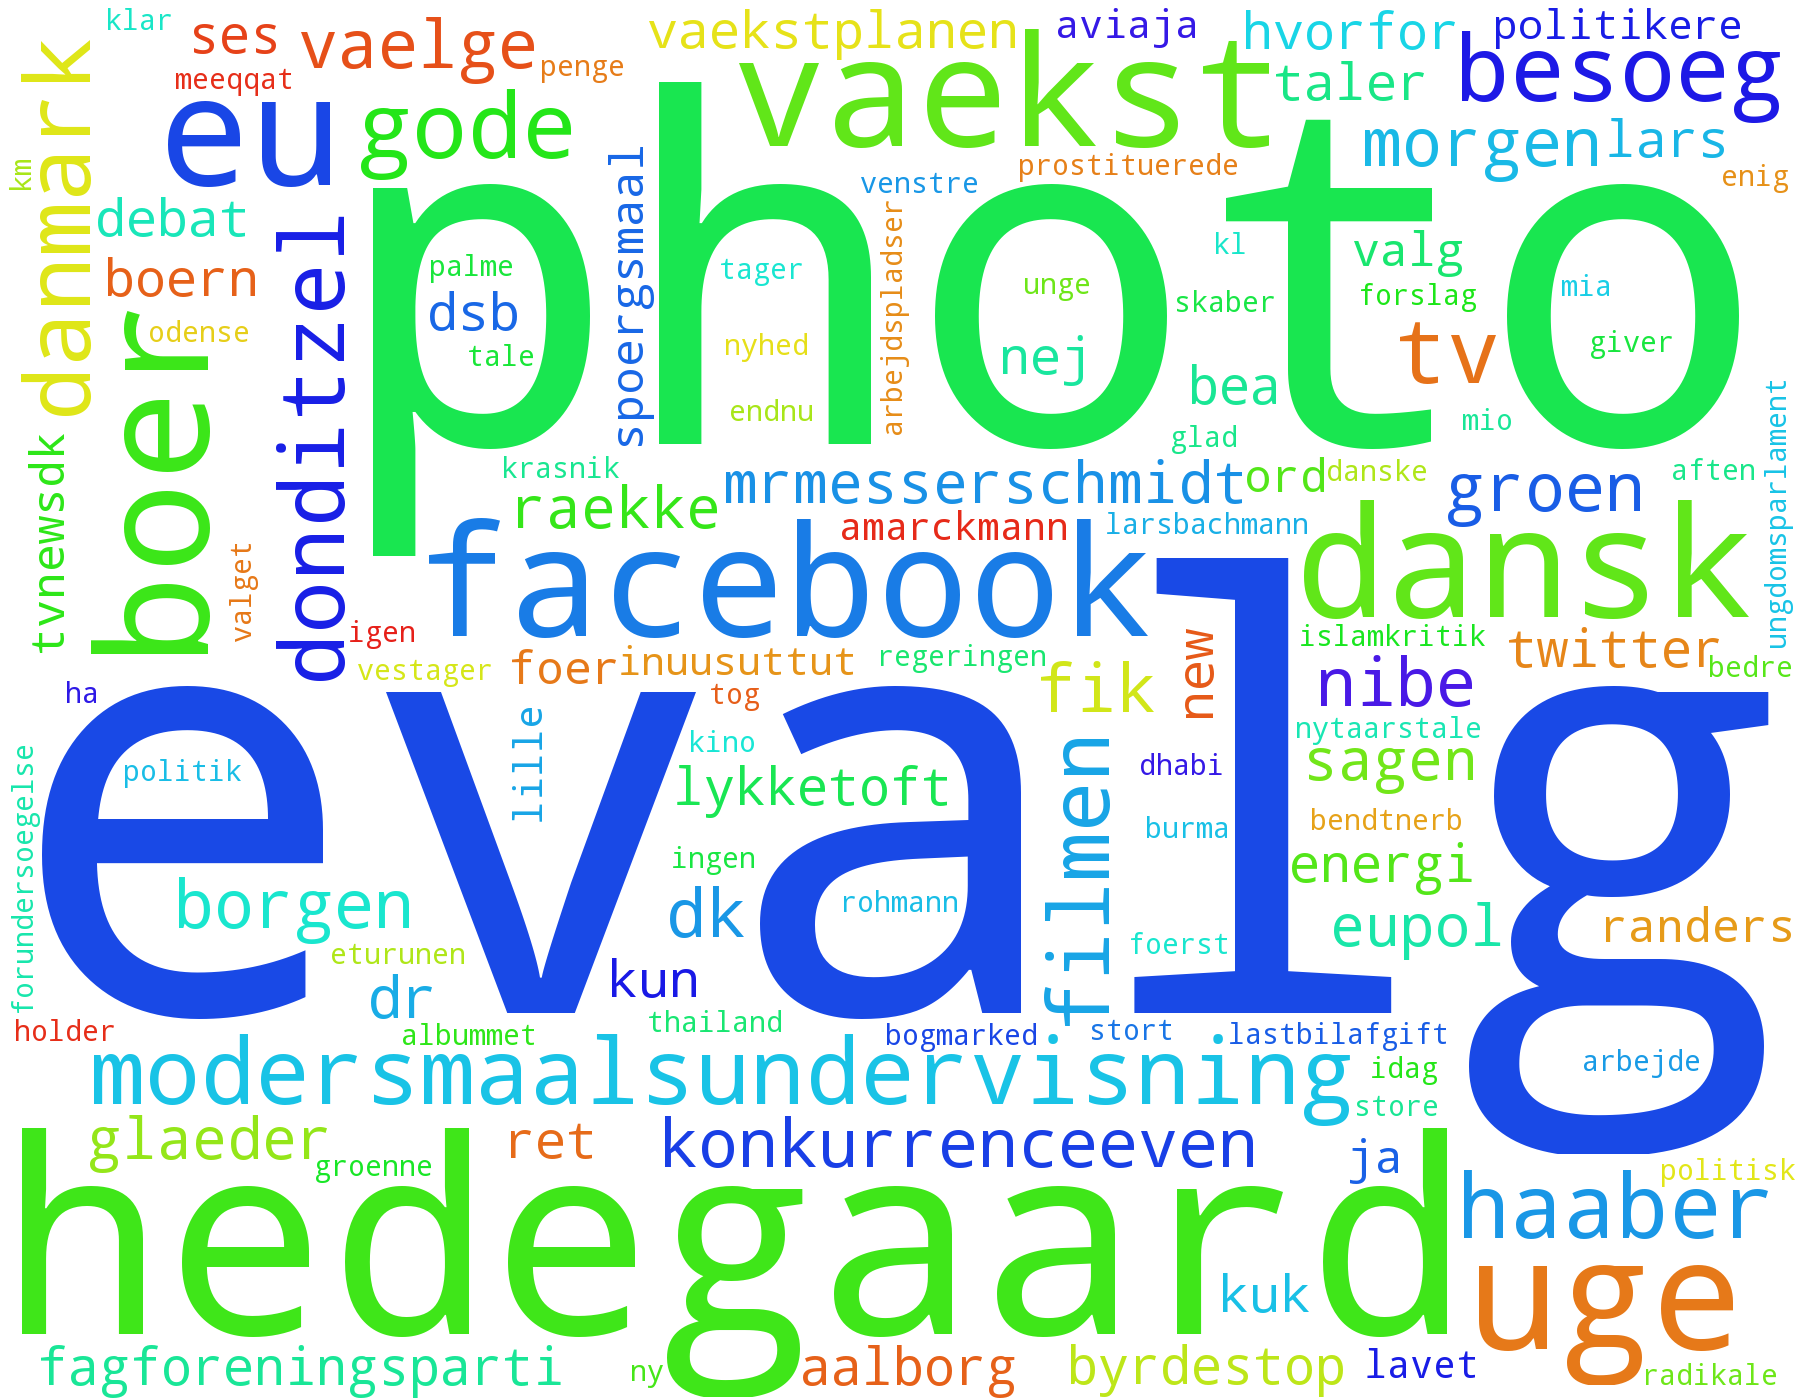 klar
ses
vaelge
vaekstplanen
aviaja
hvorfor
politikere
meeqqat
penge
vaekst
taler
besoeg
danmark
eu
gode
photo
morgen
lars
km
debat
spoergsmaal
venstre
prostituerede
enig
boern
donditzel
palme
tager
arbejdspladser
unge
kl
valg
mia
odense
dsb
nyhed
nej
skaber
forslag
giver
boer
tale
endnu
bea
tv
ungdomsparlament
tvnewsdk
glad
mio
krasnik
mrmesserschmidt
ord
danske
groen
aften
raekke
amarckmann
larsbachmann
dansk
valget
facebook
igen
islamkritik
twitter
vestager
foer
inuusuttut
regeringen
fik
new
nibe
bedre
ha
tog
evalg
lille
kino
filmen
nytaarstale
politik
lykketoft
dhabi
sagen
forundersoegelse
burma
bendtnerb
ingen
energi
borgen
dk
rohmann
eupol
randers
eturunen
foerst
dr
kun
holder
albummet
thailand
bogmarked
stort
lastbilafgift
modersmaalsundervisning
idag
arbejde
store
glaeder
ret
konkurrenceeven
ja
groenne
politisk
hedegaard
haaber
kuk
uge
fagforeningsparti
ny
aalborg
byrdestop
lavet
radikale